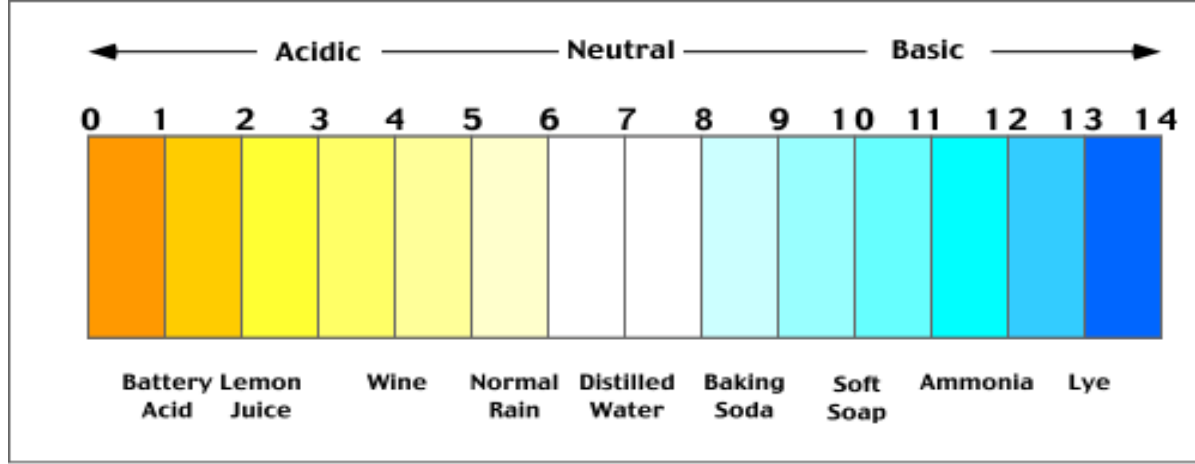 Acidic Neutral Basic
0 1 2 3 4 5 6 7 8 9 10 11 12 13 14
Battery Lemon Wine Normal Distilled Baking Soft Ammonia Lye
Acid Juice Rain Water Soda Soap